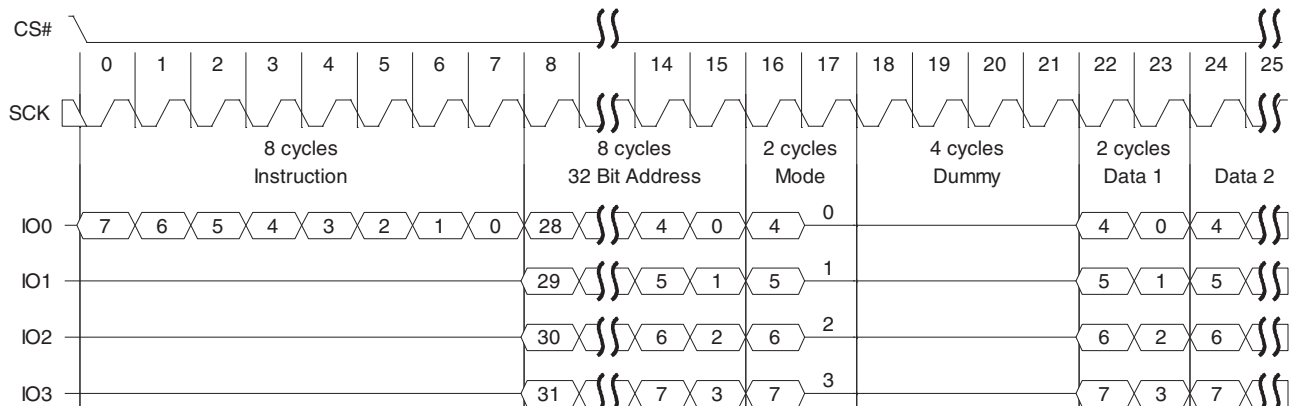 CS#
0 1 2 3 4 5 6 7 8 14 15 16 17 18 19 20 21 22 23 24 25
SCK
8 cycles 8 cycles 2 cycles 4 cycles 2 cycles
Instruction 32 Bit Address Mode Dummy Data 1 Data 2
IO0 7 6 5 4 3 2 1 0 28 4 0 4 0 4 0 4
IO1 29 5 1 5 1 5 1 5
IO2 30 6 2 6 2 6 2 6
IO3 31 7 3 7 3 7 3 7